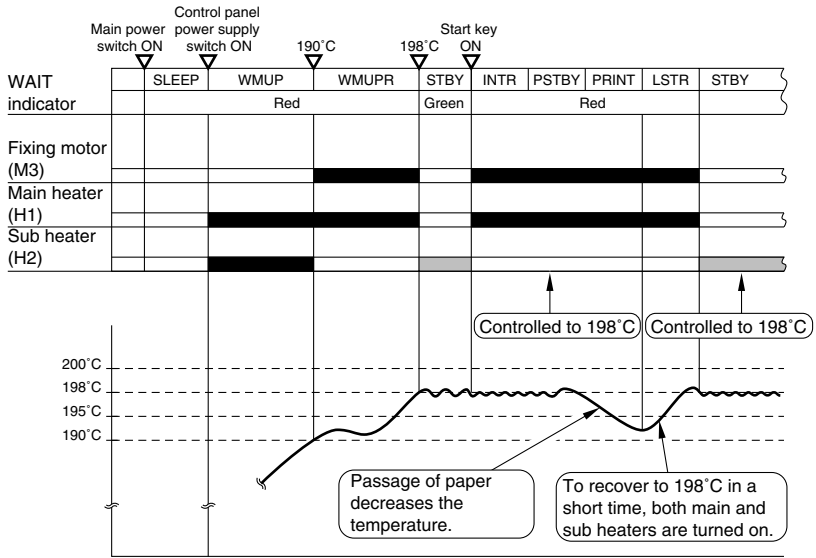 Main power
switch ON
Control panel
power supply
switch ON
190˚C
198˚C
Start key
ON
WAIT
indicator
SLEEP WMUP WMUPR STBY INTR PSTBY PRINT LSTR STBY
Red Green Red
Fixing motor
(M3)
Main heater
(H1)
Sub heater
(H2)
Controlled to 198˚C
Controlled to 198˚C
200˚C
198˚C
195˚C
190˚C
Passage of paper
decreases the
temperature.
To recover to 198˚C in a
short time, both main and
sub heaters are turned on.